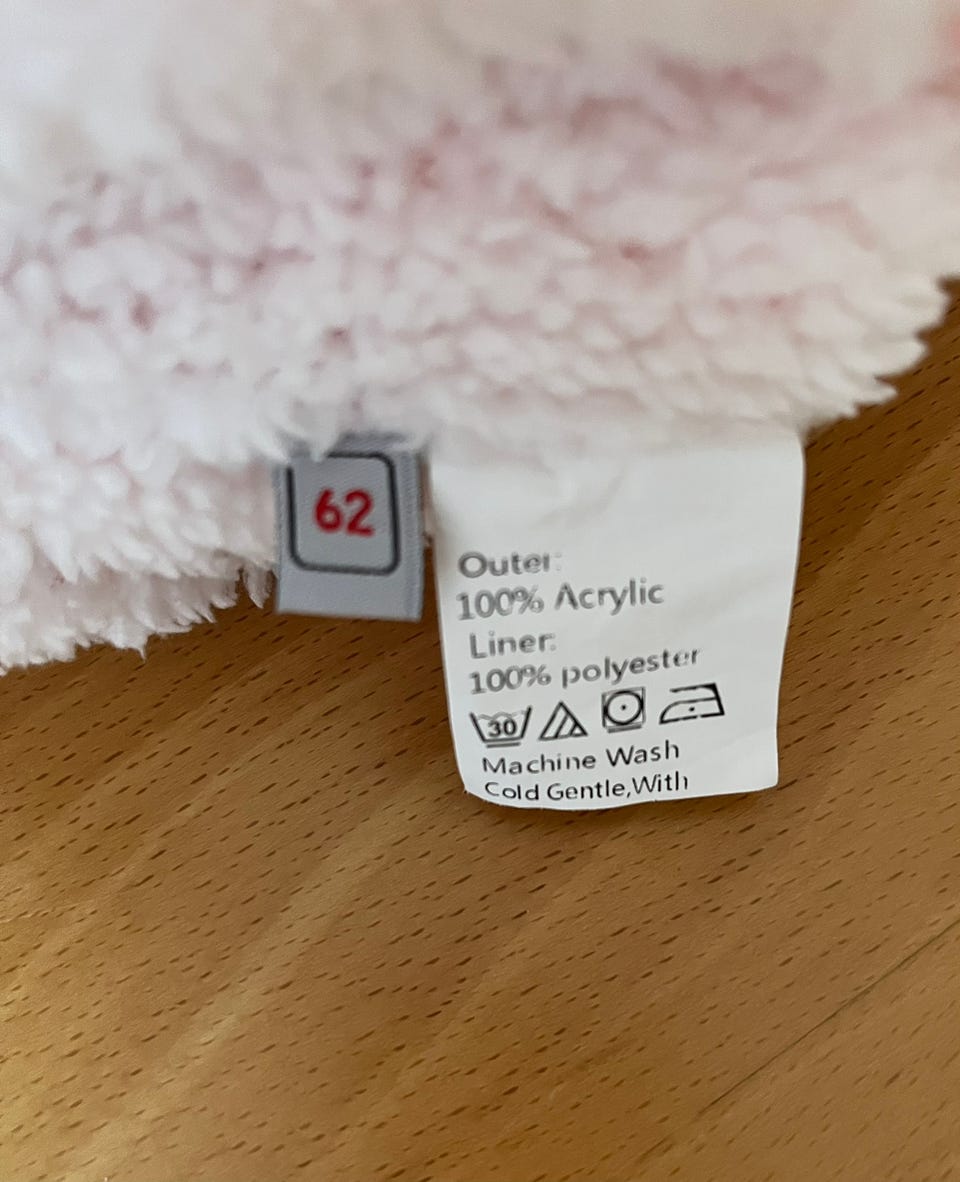 62
Outer:
100% Acrylic
Liner:
100% polyester
30
Machine Wash
Cold Gentle,With